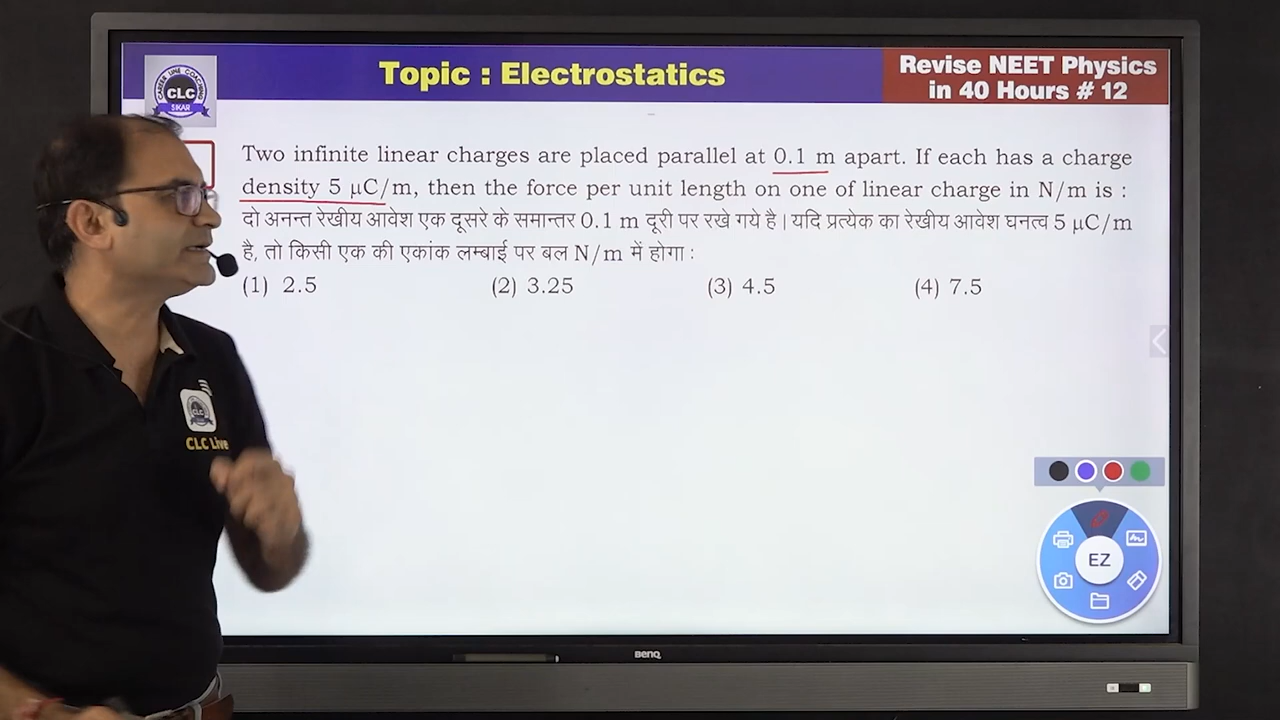 Topic : Electrostatics
Revise NEET Physics
in 40 Hours # 12
CAREER LINE COACHING
CLC
SIKAR
Two infinite linear charges are placed parallel at 0.1 m apart. If each has a charge
density 5 μC/m, then the force per unit length on one of linear charge in N/m is :
दो अनन्त रेखीय आवेश एक दूसरे के समान्तर 0.1 m दूरी पर रखे गये है। यदि प्रत्येक का रेखीय आवेश घनत्व 5 μC/m
है, तो किसी एक की एकांक लम्बाई पर बल N/m में होगा :
(1) 2.5 (2) 3.25 (3) 4.5 (4) 7.5
CLC Live
EZ
BenQ